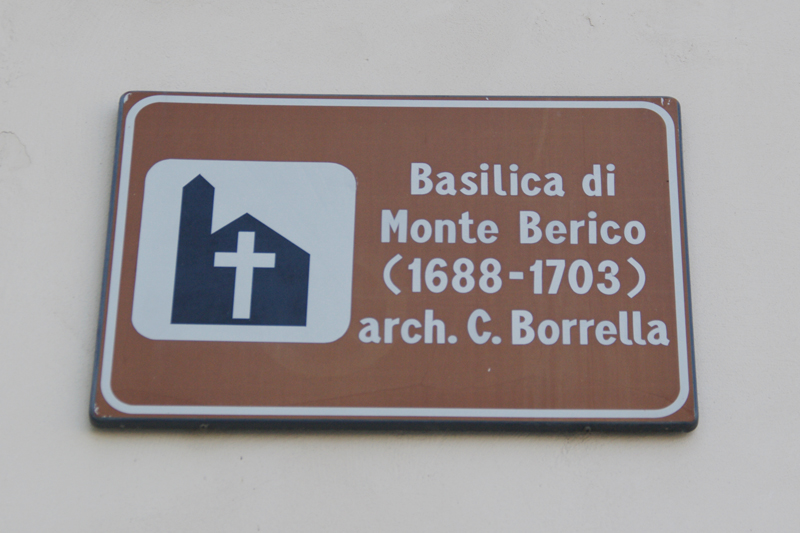 Basilica di
Monte Berico
(1688-1703)
arch. C. Borrella